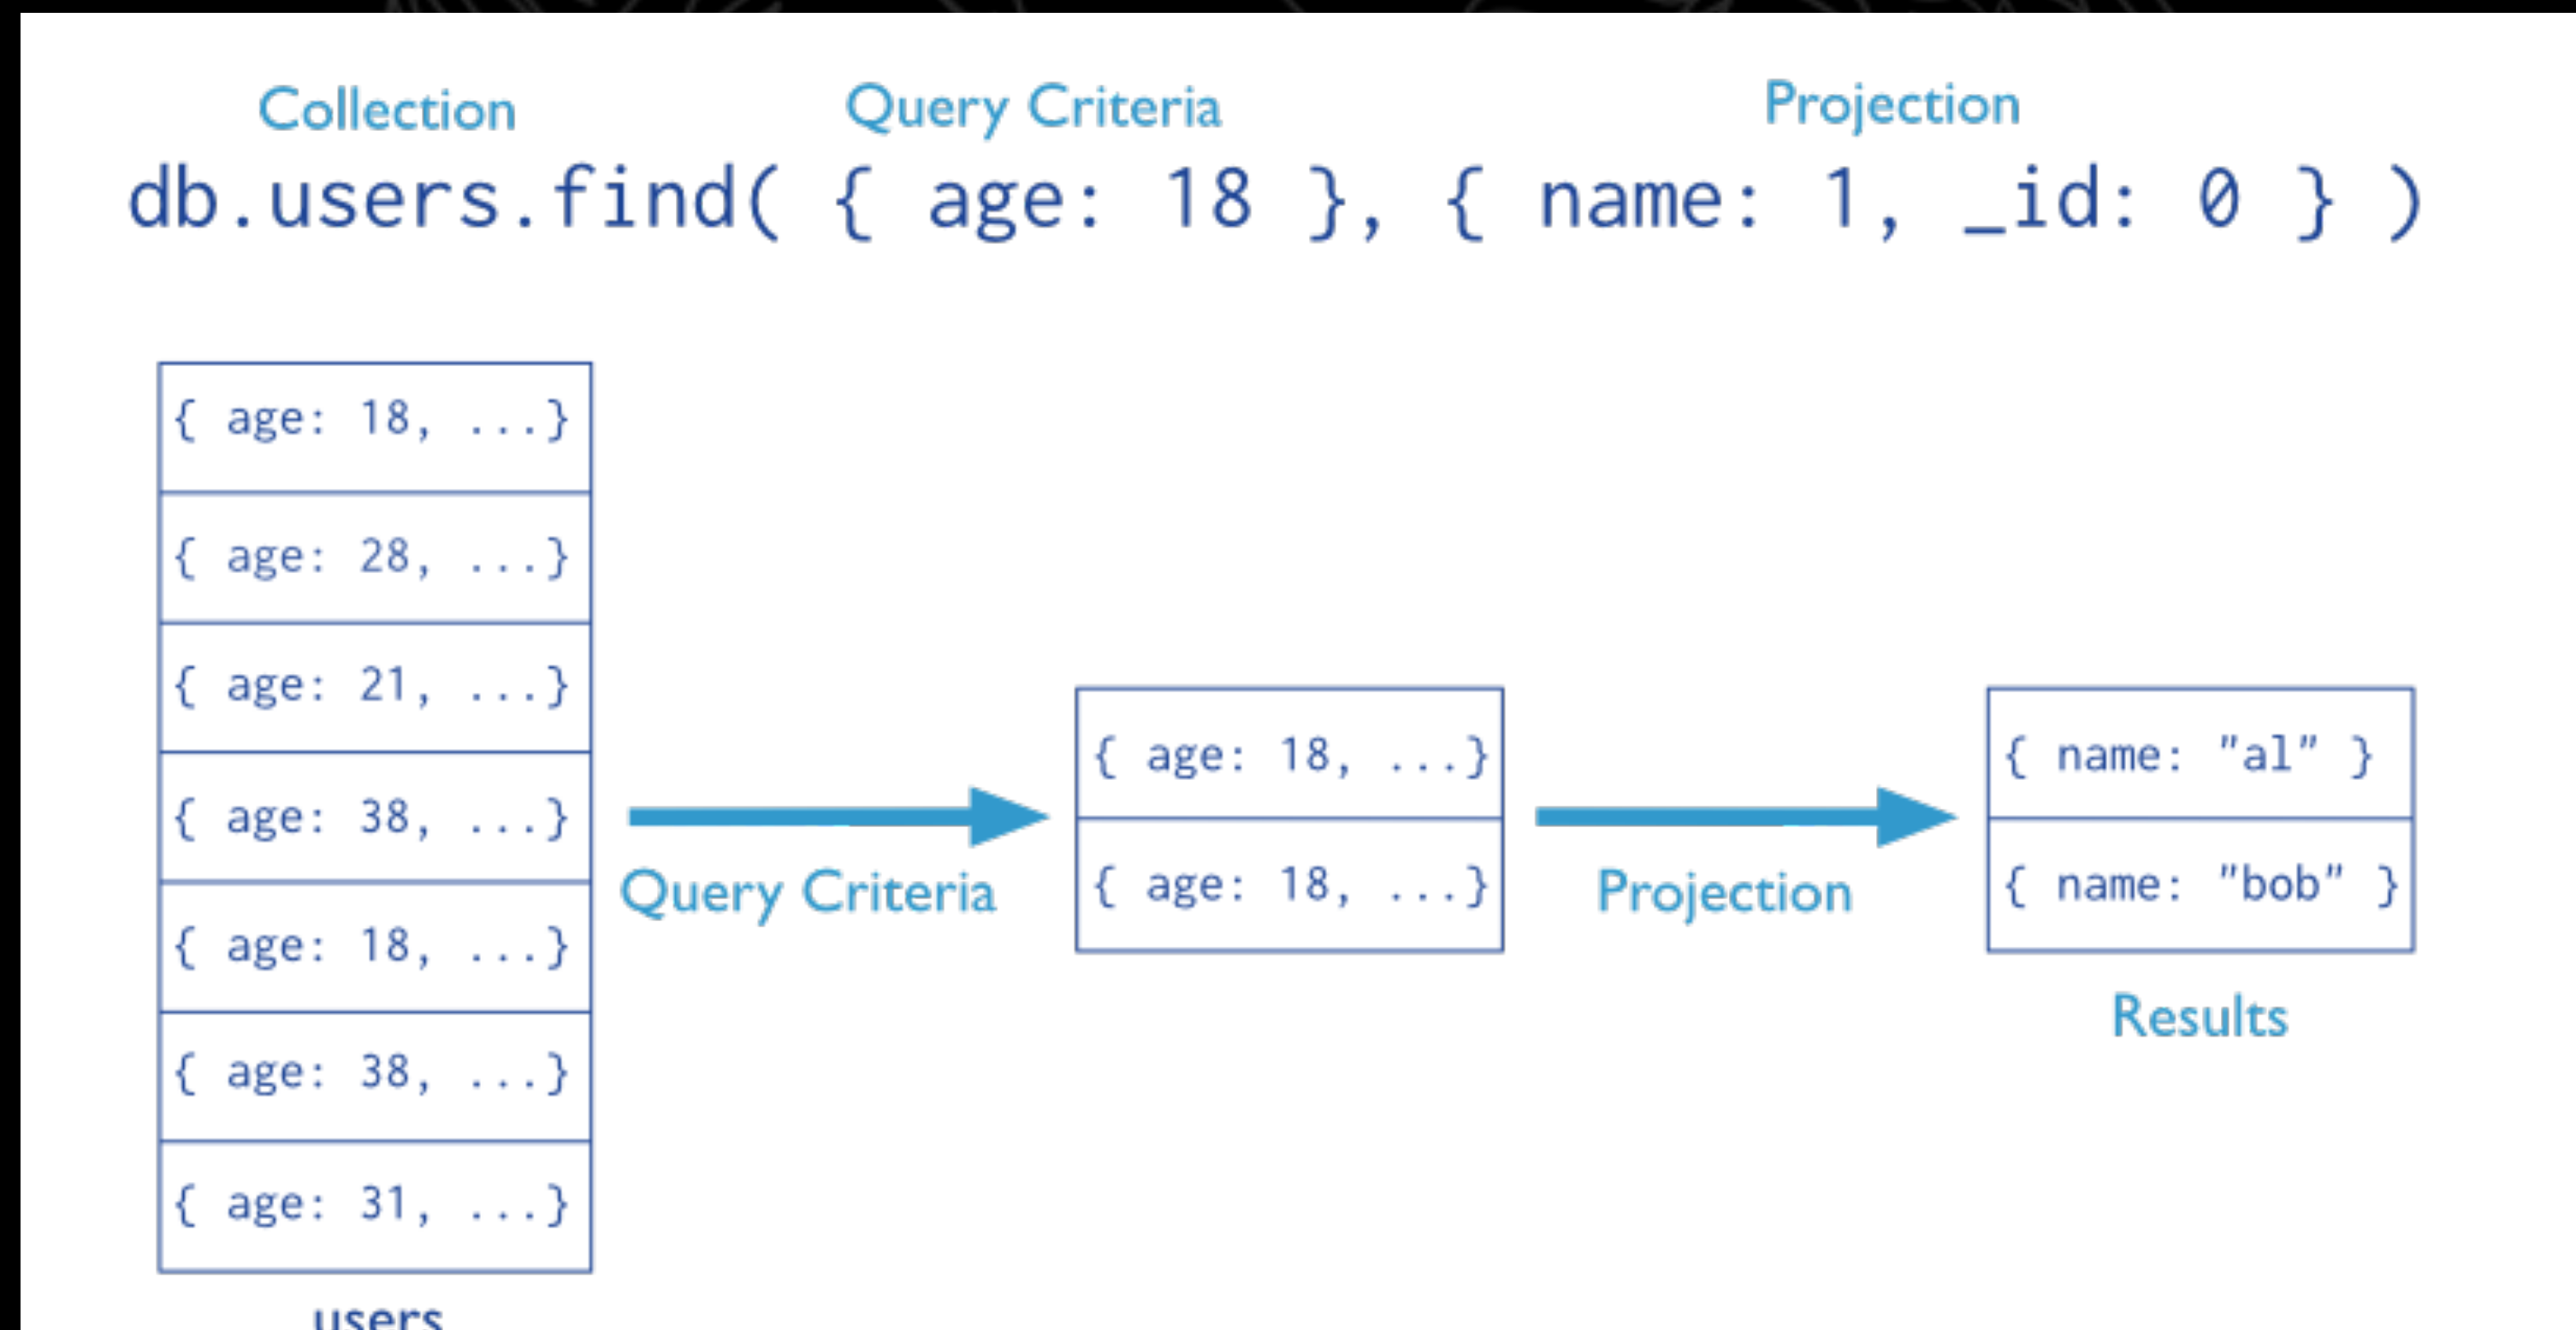 Collection Query Criteria Projection
db.users.find( { age: 18 }, { name: 1, _id: 0 } )
{ age: 18, ...}
{ age: 28, ...}
{ age: 21, ...}
{ age: 38, ...}
{ age: 18, ...}
{ age: 38, ...}
{ age: 31, ...}
users
Query Criteria
{ age: 18, ...}
{ age: 18, ...}
Projection
{ name: "al" }
{ name: "bob" }
Results